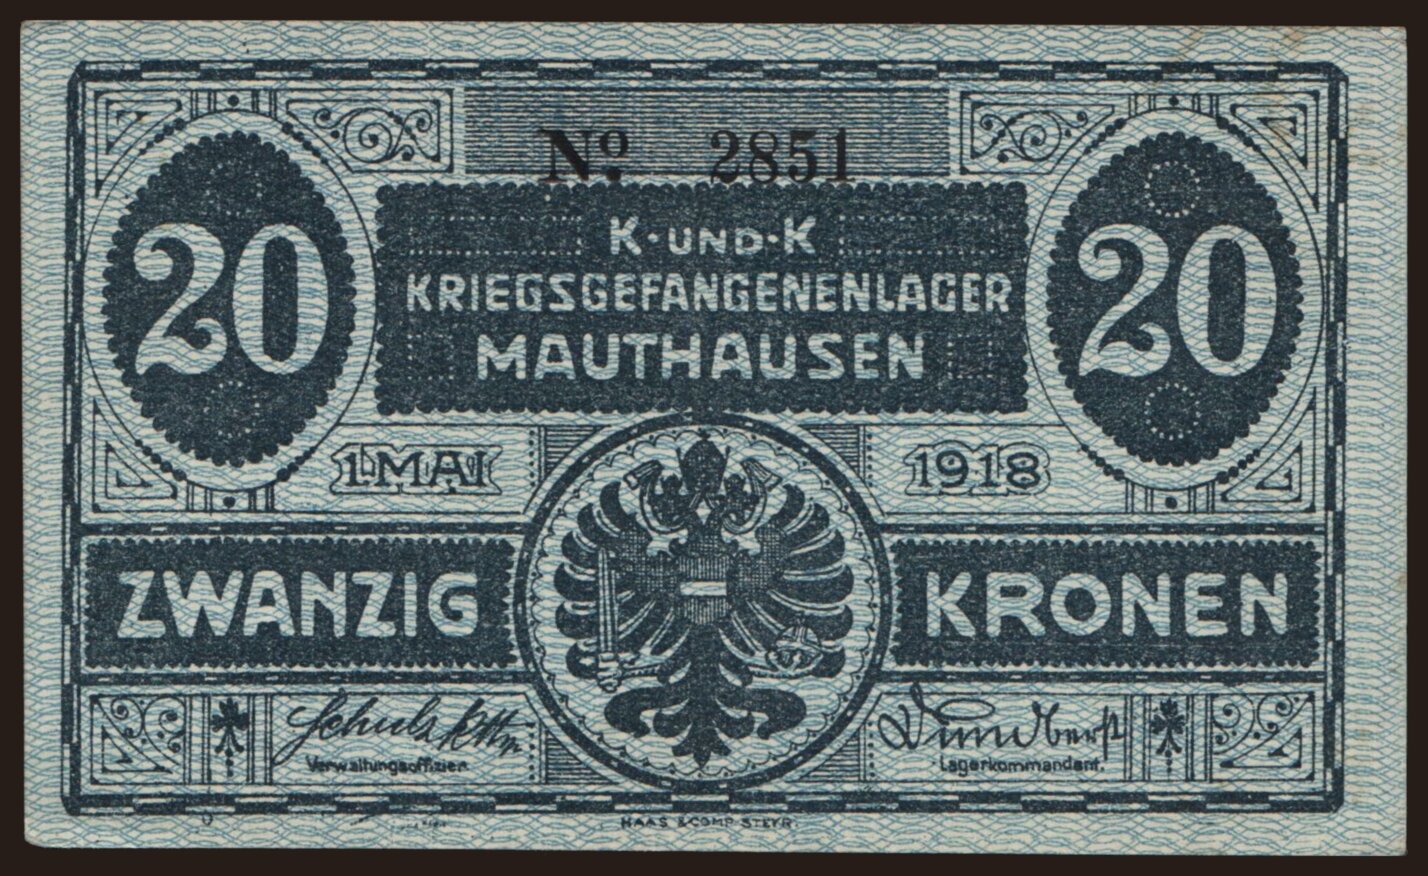 No. 2851
20 20
K·UND·K
KRIEGSGEFANGENENLAGER
MAUTHAUSEN
1. MAI 1918
ZWANZIG KRONEN
Verwaltungsoffizier Lagerkommandant.
HAAS & COMP. STEYR.